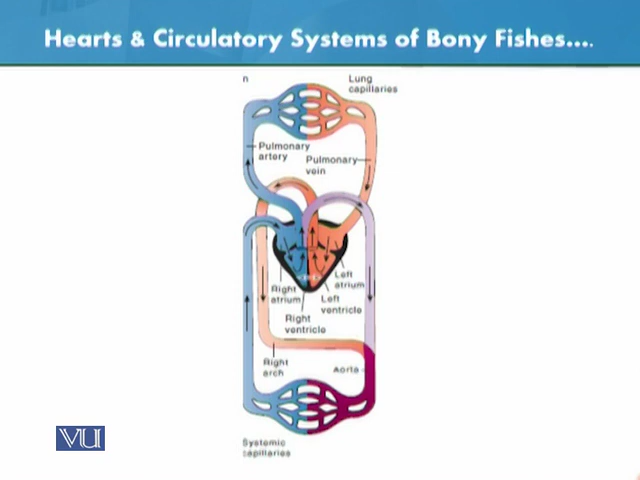 Hearts & Circulatory Systems of Bony Fishes....
n
Lung
capillaries
Pulmonary
artery
Pulmonary
vein
Left
atrium
Right
atrium
Left
ventricle
Right
ventricle
Right
arch
Aorta
VU
Systemic
capillaries